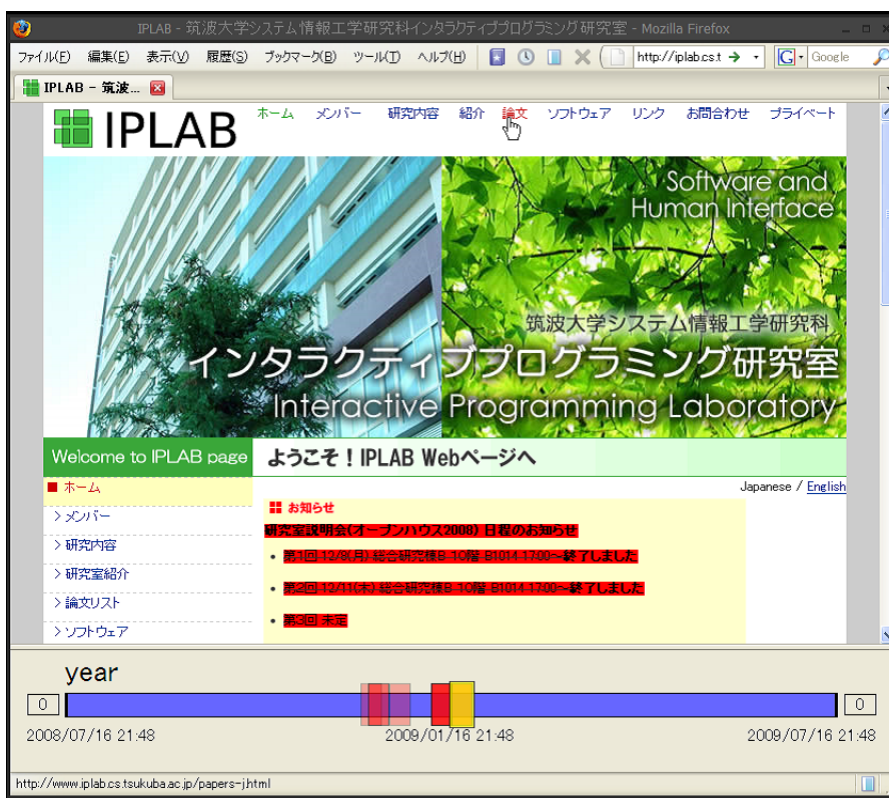 IPLAB - 筑波大学システム情報工学研究科インタラクティブプログラミング研究室 - Mozilla Firefox
ファイル(F) 編集(E) 表示(V) 履歴(S) ブックマーク(B) ツール(T) ヘルプ(H) http://iplab.cs.t Google
IPLAB - 筑波...
IPLAB ホーム メンバー 研究内容 紹介 論文 ソフトウェア リンク お問合わせ プライベート
Software and
Human Interface
筑波大学システム情報工学研究科
インタラクティブプログラミング研究室
Interactive Programming Laboratory
Welcome to IPLAB page ようこそ！IPLAB Webページへ
Japanese / English
ホーム
> メンバー
> 研究内容
> 研究室紹介
> 論文リスト
> ソフトウェア
お知らせ
研究室説明会(オープンハウス2008) 日程のお知らせ
• 第1回 12/8(月) 総合研究棟B 10階 B1014 17:00～終了しました
• 第2回 12/11(木) 総合研究棟B 10階 B1014 17:00～終了しました
• 第3回 未定
year
0 0
2008/07/16 21:48 2009/01/16 21:48 2009/07/16 21:48
http://www.iplab.cs.tsukuba.ac.jp/papers-j.html